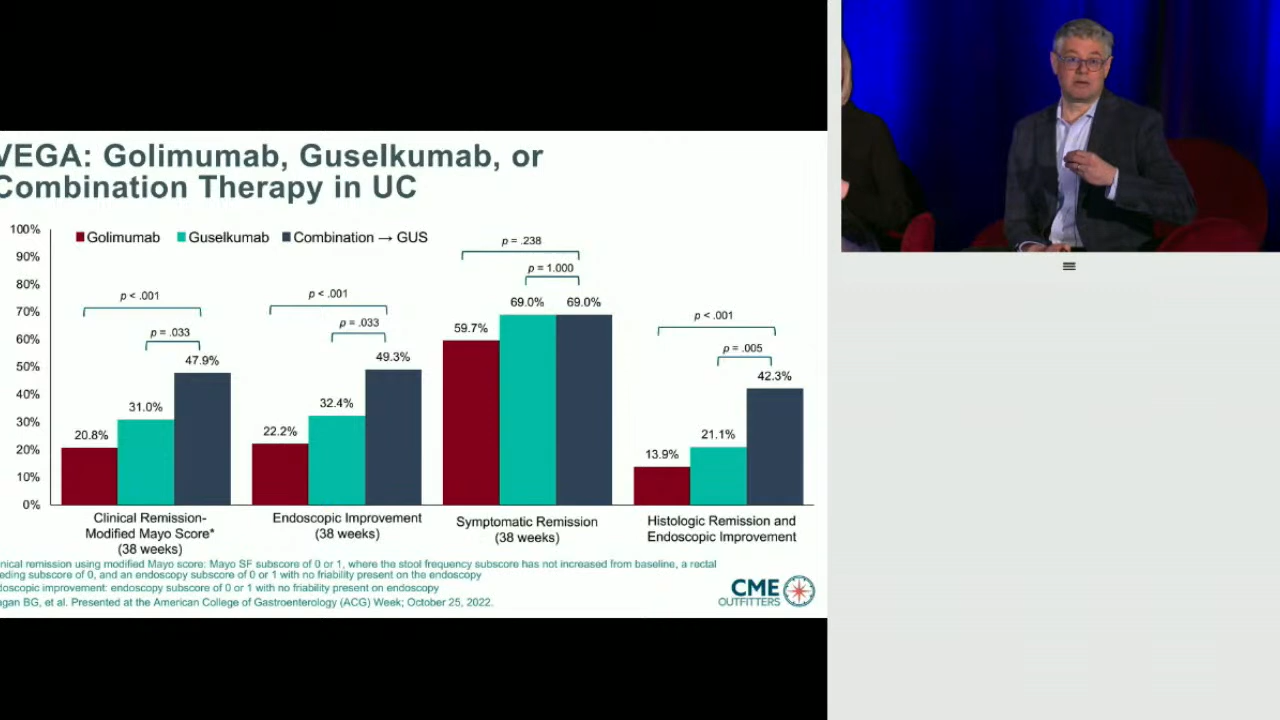 VEGA: Golimumab, Guselkumab, or
Combination Therapy in UC
100%
90%
80%
70%
60%
50%
40%
30%
20%
10%
0%
Golimumab
Guselkumab
Combination → GUS
p < .001
p = .033
20.8%
31.0%
47.9%
p < .001
p = .033
22.2%
32.4%
49.3%
p = .238
p = 1.000
59.7%
69.0%
69.0%
p < .001
p = .005
13.9%
21.1%
42.3%
Clinical Remission-
Modified Mayo Score*
(38 weeks)
Endoscopic Improvement
(38 weeks)
Symptomatic Remission
(38 weeks)
Histologic Remission and
Endoscopic Improvement
nical remission using modified Mayo score: Mayo SF subscore of 0 or 1, where the stool frequency subscore has not increased from baseline, a rectal
eding subscore of 0, and an endoscopy subscore of 0 or 1 with no friability present on the endoscopy
doscopic improvement: endoscopy subscore of 0 or 1 with no friability present on endoscopy
agan BG, et al. Presented at the American College of Gastroenterology (ACG) Week; October 25, 2022.
CME
OUTFITTERS